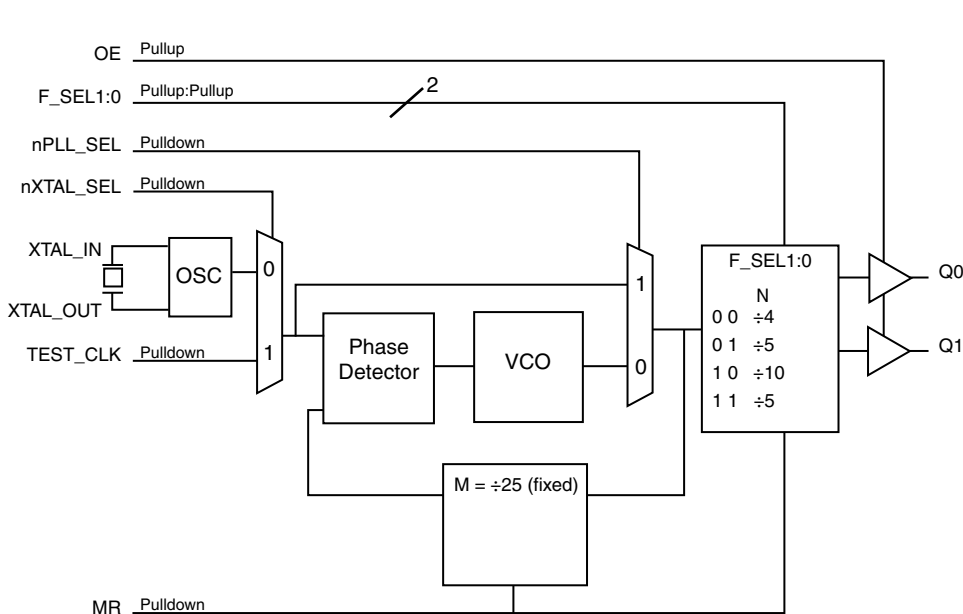 OE Pullup
F_SEL1:0 Pullup:Pullup
2
nPLL_SEL Pulldown
nXTAL_SEL Pulldown
XTAL_IN
OSC
XTAL_OUT
TEST_CLK Pulldown
0
1
Phase
Detector
VCO
1
0
F_SEL1:0
N
0 0 ÷4
0 1 ÷5
1 0 ÷10
1 1 ÷5
Q0
Q1
M = ÷25 (fixed)
MR Pulldown